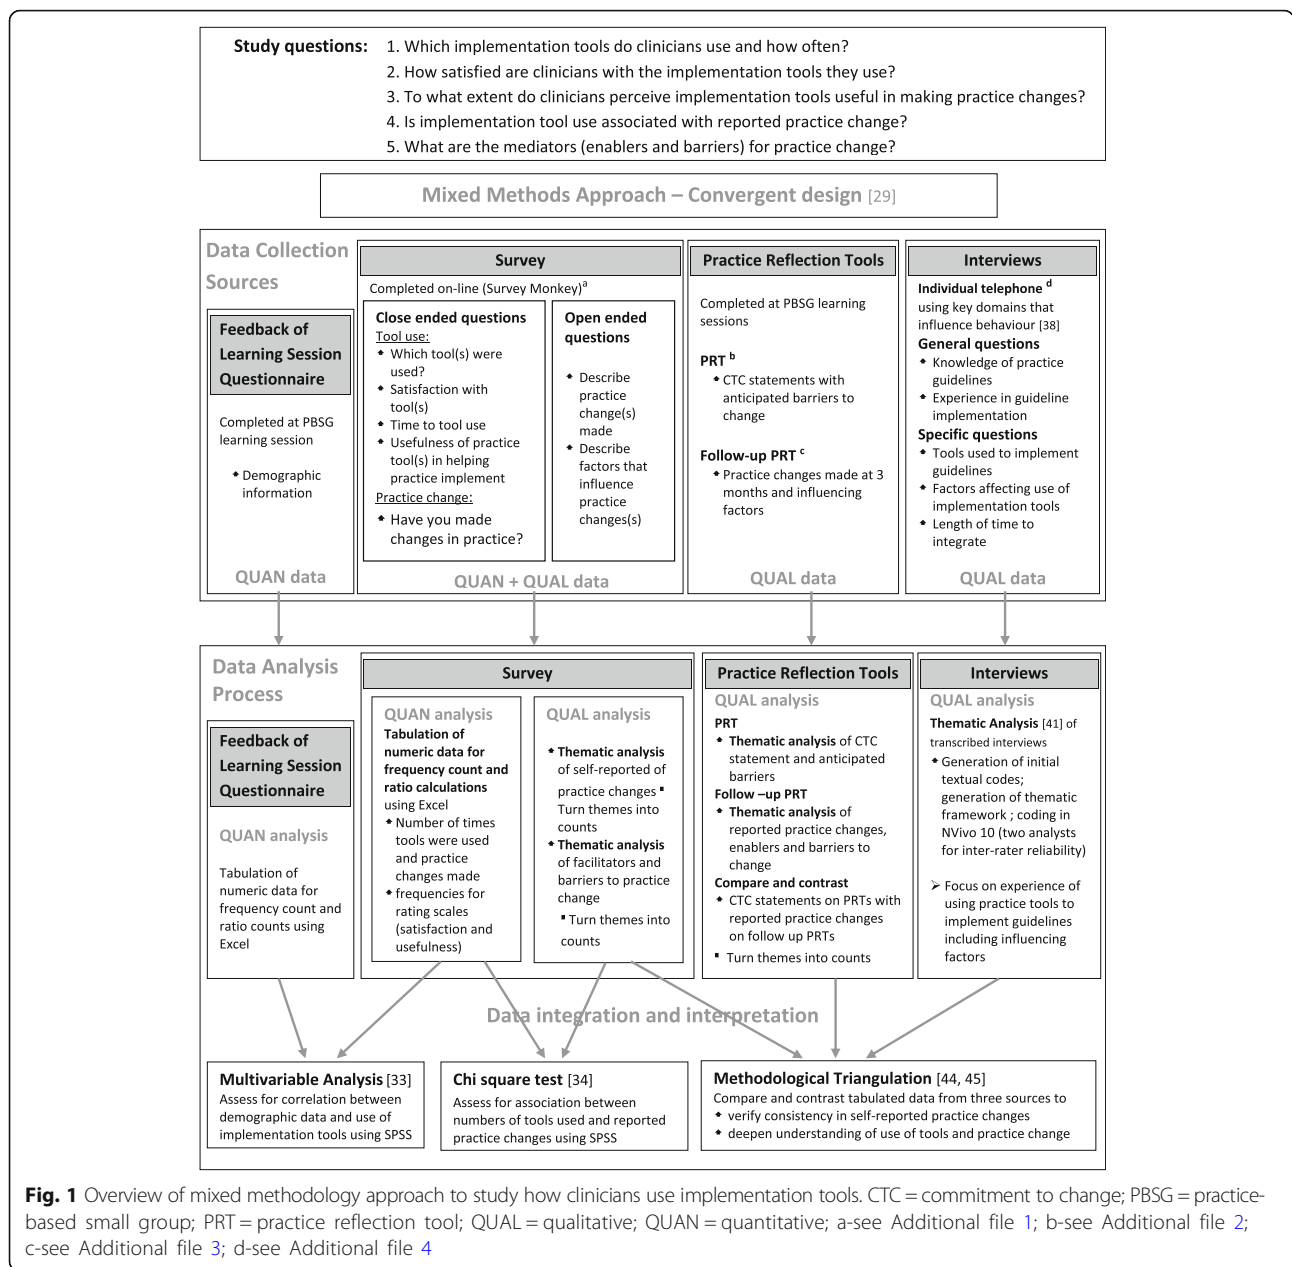 Study questions:
1. Which implementation tools do clinicians use and how often?
2. How satisfied are clinicians with the implementation tools they use?
3. To what extent do clinicians perceive implementation tools useful in making practice changes?
4. Is implementation tool use associated with reported practice change?
5. What are the mediators (enablers and barriers) for practice change?
Mixed Methods Approach – Convergent design [29]
Data Collection
Sources
Feedback of
Learning Session
Questionnaire
Completed at PBSG
learning session
Demographic
information
QUAN data
Survey
Completed on-line (Survey Monkey)a
Close ended questions
Tool use:
Which tool(s) were
used?
Satisfaction with
tool(s)
Time to tool use
Usefulness of practice
tool(s) in helping
practice implement
Practice change:
Have you made
changes in practice?
Open ended
questions
Describe
practice
change(s)
made
Describe
factors that
influence
practice
changes(s)
QUAN + QUAL data
Practice Reflection Tools
Completed at PBSG learning
sessions
PRT b
CTC statements with
anticipated barriers to
change
Follow-up PRT c
Practice changes made at 3
months and influencing
factors
QUAL data
Interviews
Individual telephone d
using key domains that
influence behaviour [38]
General questions
Knowledge of practice
guidelines
Experience in guideline
implementation
Specific questions
Tools used to implement
guidelines
Factors affecting use of
implementation tools
Length of time to
integrate
QUAL data
Data Analysis
Process
Feedback of
Learning Session
Questionnaire
QUAN analysis
Tabulation of
numeric data for
frequency count and
ratio counts using
Excel
Survey
QUAN analysis
Tabulation of
numeric data for
frequency count and
ratio calculations
using Excel
Number of times
tools were used
and practice
changes made
frequencies for
rating scales
(satisfaction and
usefulness)
QUAL analysis
Thematic analysis
of self-reported of
practice changes
Turn themes into
counts
Thematic analysis
of facilitators and
barriers to practice
change
Turn themes into
counts
Practice Reflection Tools
QUAL analysis
PRT
Thematic analysis of CTC
statement and anticipated
barriers
Follow –up PRT
Thematic analysis of
reported practice changes,
enablers and barriers to
change
Compare and contrast
CTC statements on PRTs with
reported practice changes
on follow up PRTs
Turn themes into counts
Interviews
QUAL analysis
Thematic Analysis [41] of
transcribed interviews
Generation of initial
textual codes;
generation of thematic
framework ; coding in
NVivo 10 (two analysts
for inter-rater reliability)
➢ Focus on experience of
using practice tools to
implement guidelines
including influencing
factors
Data integration and interpretation
Multivariable Analysis [33]
Assess for correlation between
demographic data and use of
implementation tools using SPSS
Chi square test [34]
Assess for association between
numbers of tools used and reported
practice changes using SPSS
Methodological Triangulation [44, 45]
Compare and contrast tabulated data from three sources to
verify consistency in self-reported practice changes
deepen understanding of use of tools and practice change
Fig. 1 Overview of mixed methodology approach to study how clinicians use implementation tools. CTC = commitment to change; PBSG = practice-
based small group; PRT = practice reflection tool; QUAL = qualitative; QUAN = quantitative; a-see Additional file 1; b-see Additional file 2;
c-see Additional file 3; d-see Additional file 4